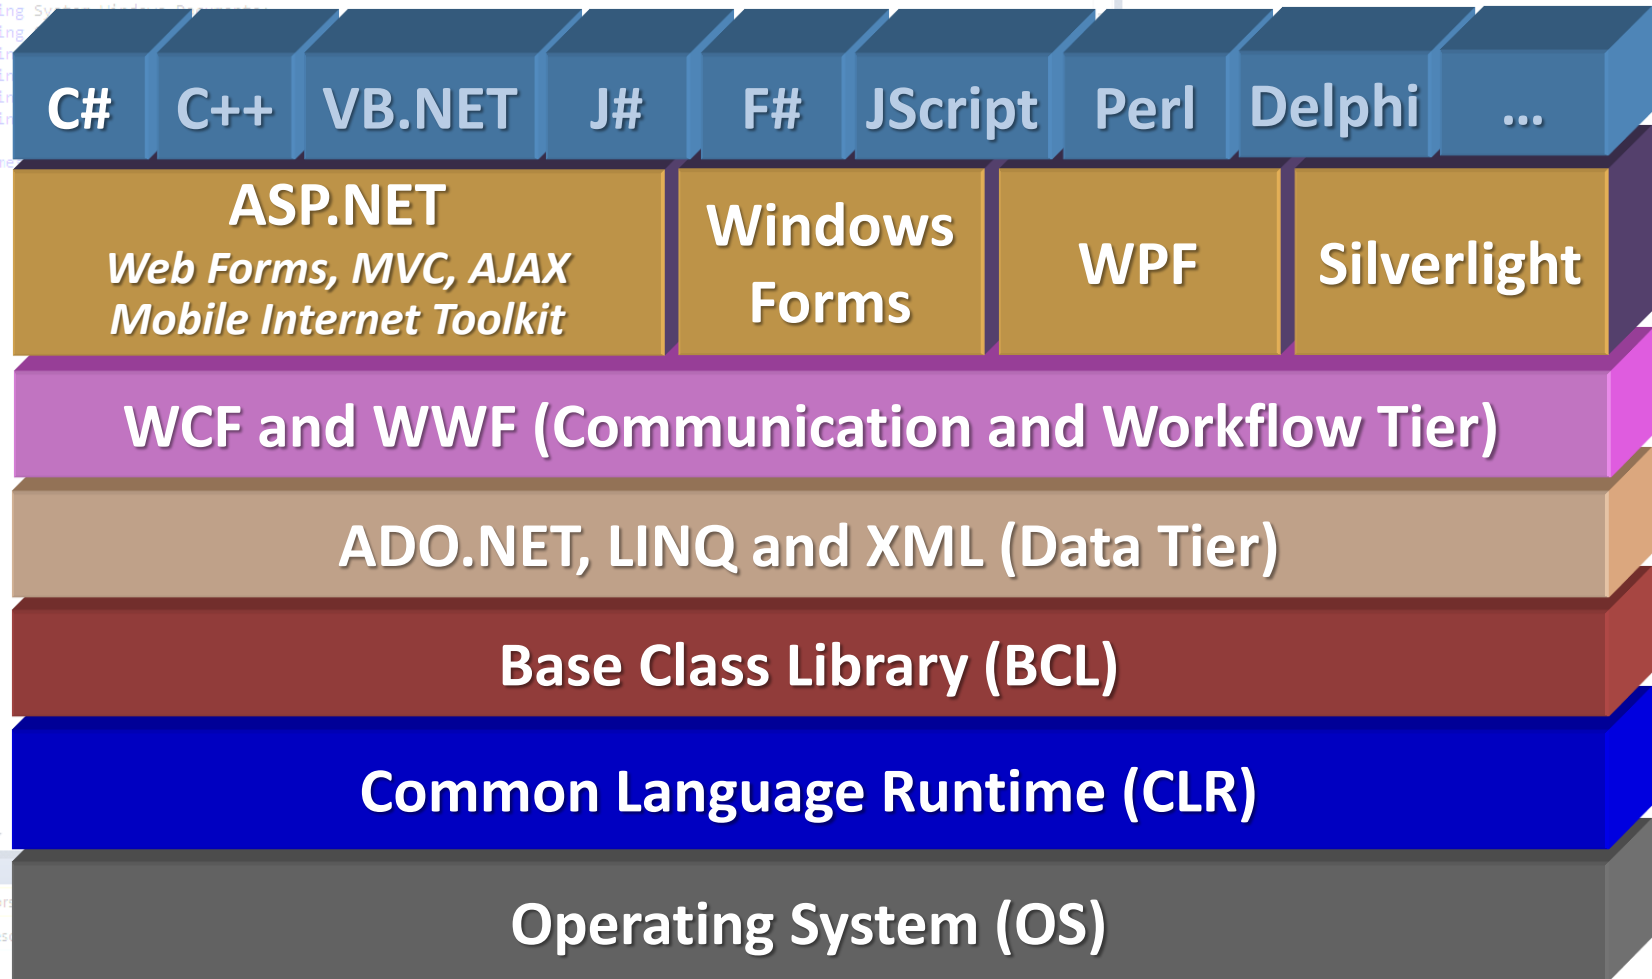 C# C++ VB.NET J# F# JScript Perl Delphi ...
ASP.NET
Web Forms, MVC, AJAX
Mobile Internet Toolkit
Windows
Forms
WPF
Silverlight
WCF and WWF (Communication and Workflow Tier)
ADO.NET, LINQ and XML (Data Tier)
Base Class Library (BCL)
Common Language Runtime (CLR)
Operating System (OS)